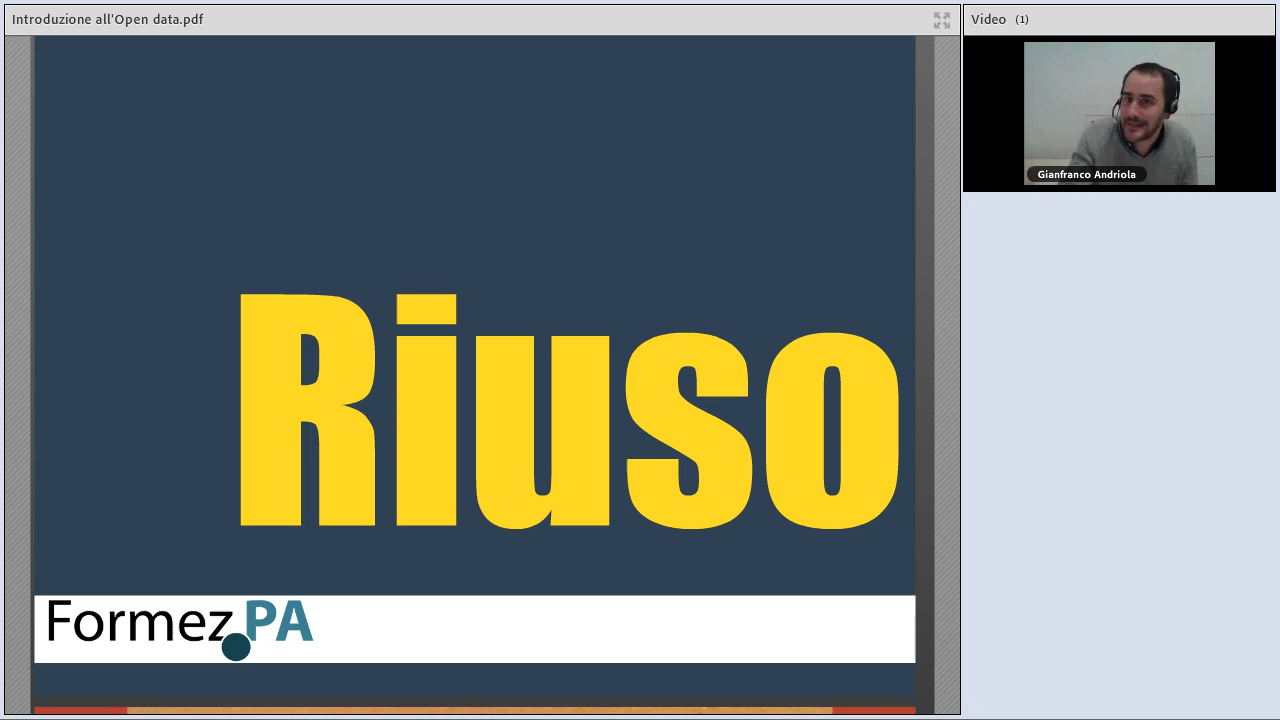 Introduzione all'Open data.pdf
Video (1)
Gianfranco Andriola
Riuso
Formez PA